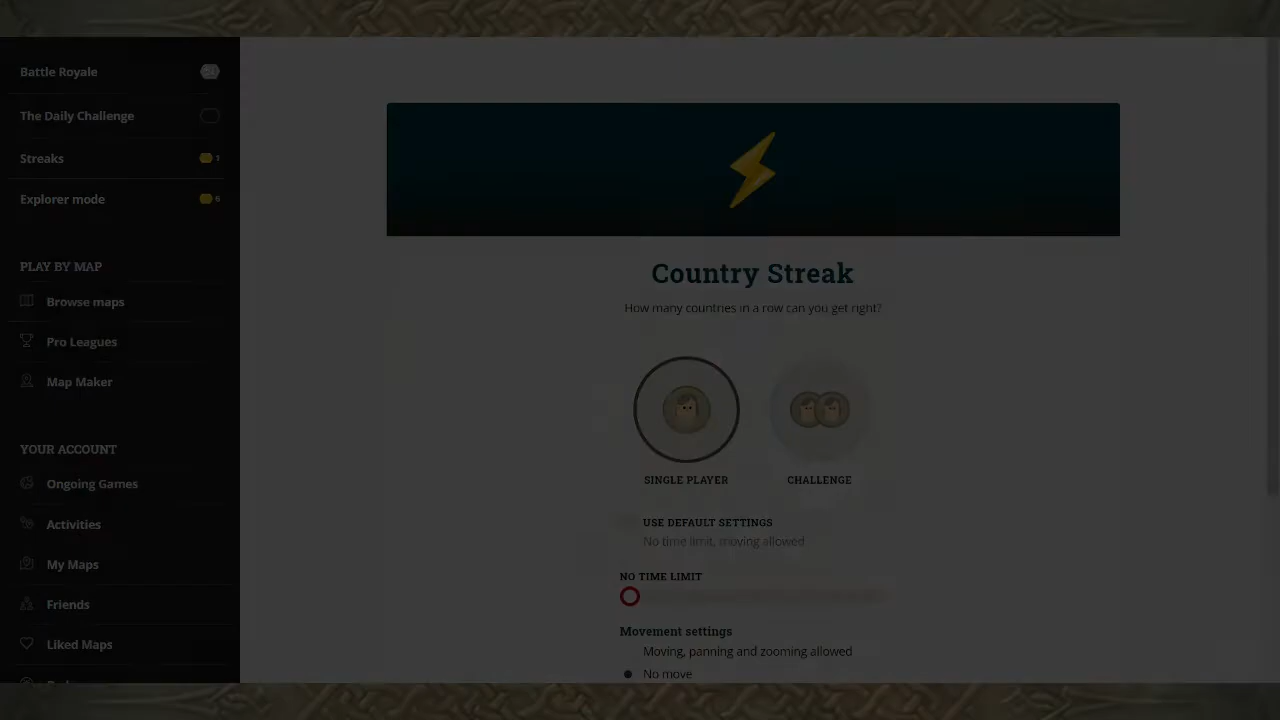 Battle Royale
The Daily Challenge
Streaks
1
Explorer mode
6
PLAY BY MAP
Browse maps
Pro Leagues
Map Maker
YOUR ACCOUNT
Ongoing Games
Activities
My Maps
Friends
Liked Maps
Country Streak
How many countries in a row can you get right?
SINGLE PLAYER
CHALLENGE
USE DEFAULT SETTINGS
No time limit, moving allowed
NO TIME LIMIT
Movement settings
Moving, panning and zooming allowed
No move